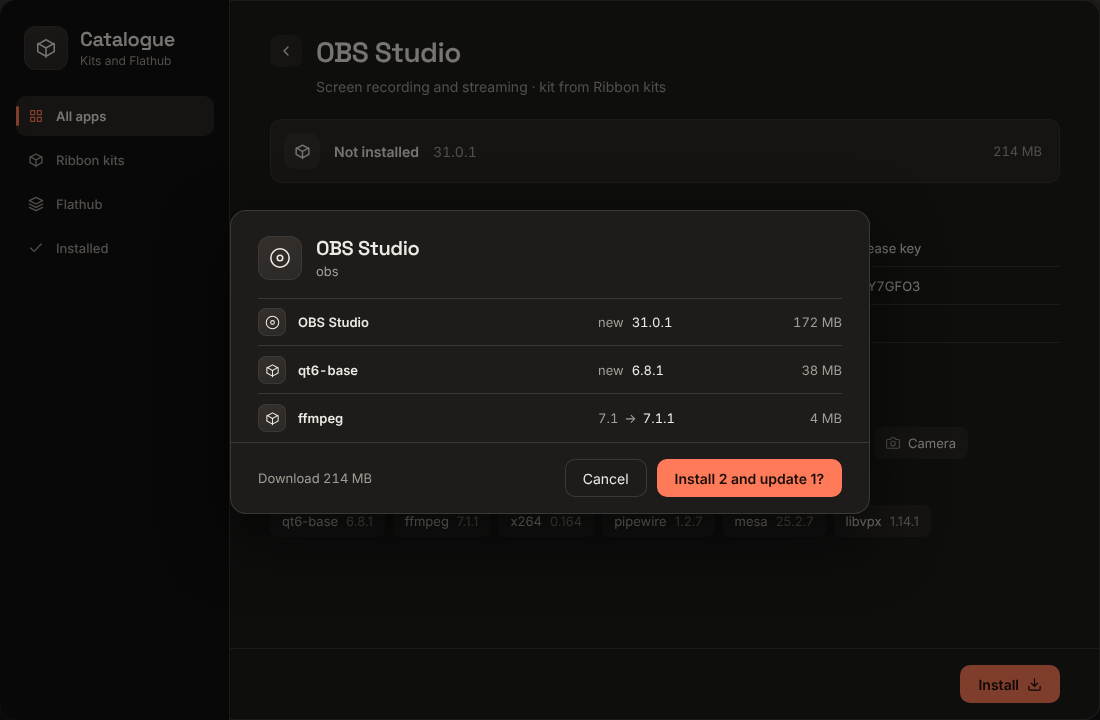 Catalogue
Kits and Flathub
All apps
Ribbon kits
Flathub
Installed
OBS Studio
Screen recording and streaming · kit from Ribbon kits
Not installed 31.0.1 214 MB
ease key
Y7GFO3
OBS Studio
obs
OBS Studio new 31.0.1 172 MB
qt6-base new 6.8.1 38 MB
ffmpeg 7.1 → 7.1.1 4 MB
Camera
Download 214 MB Cancel Install 2 and update 1?
qt6-base 6.8.1 ffmpeg 7.1.1 x264 0.164 pipewire 1.2.7 mesa 25.2.7 libvpx 1.14.1
Install